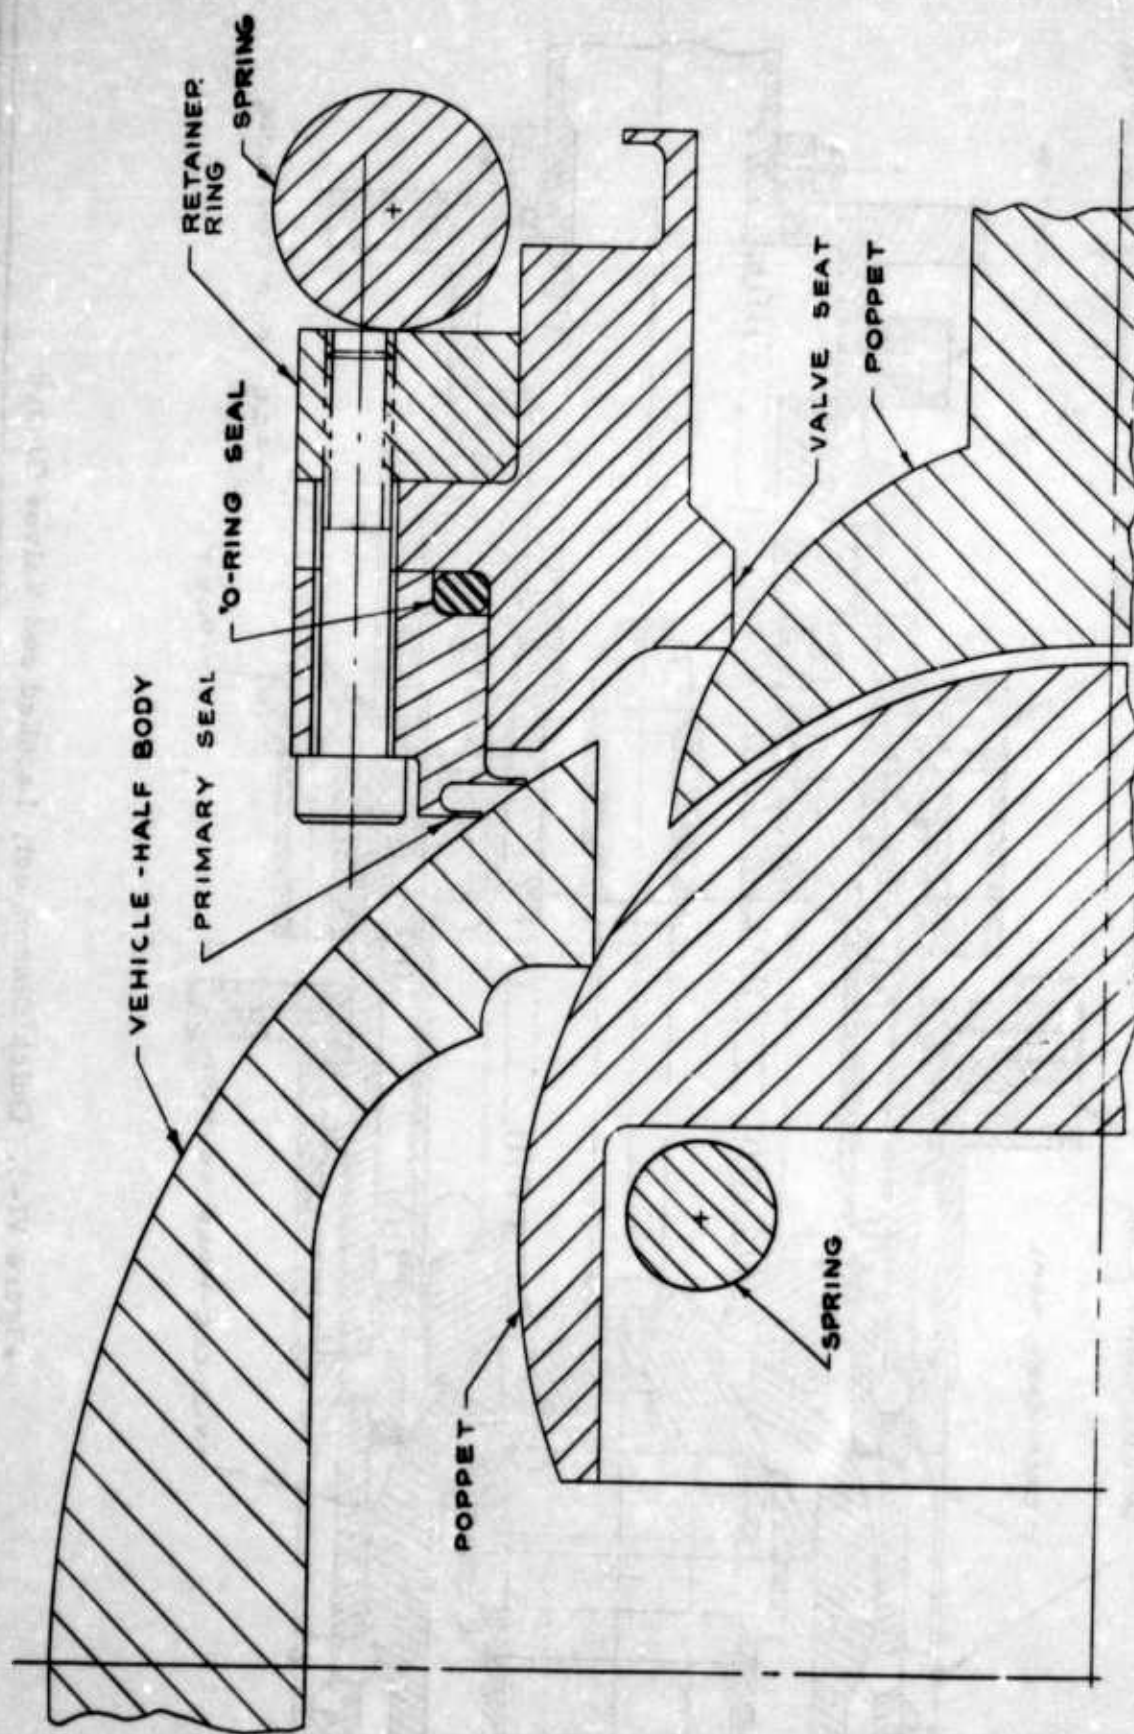 VEHICLE-HALF BODY
PRIMARY SEAL
"O-RING SEAL
RETAINER
RING
SPRING
VALVE SEAT
POPPET
POPPET
SPRING